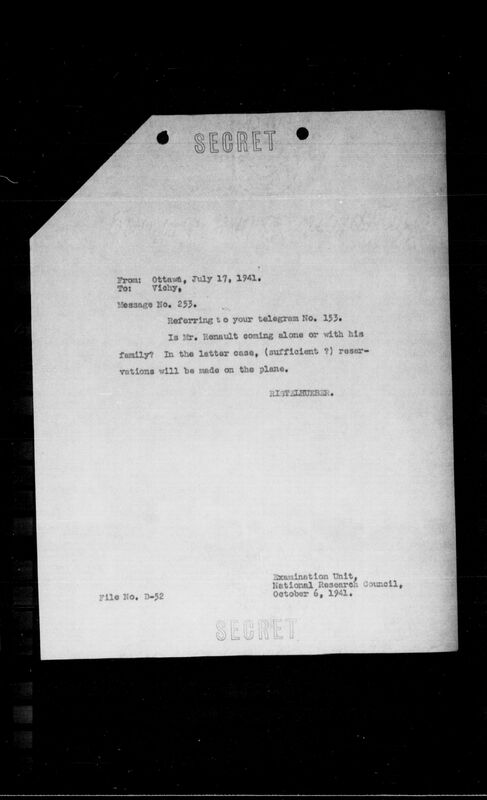 SECRET
From: Ottawa, July 17, 1941.
To: Vichy,
Message No. 253.
Referring to your telegram No. 153.
Is Mr. Renault coming alone or with his
family? In the latter case, (sufficient ?) reser-
vations will be made on the plane.
RISTELHUEBER.
Examination Unit,
National Research Council,
File No. D-52
October 6, 1941.
SECRET